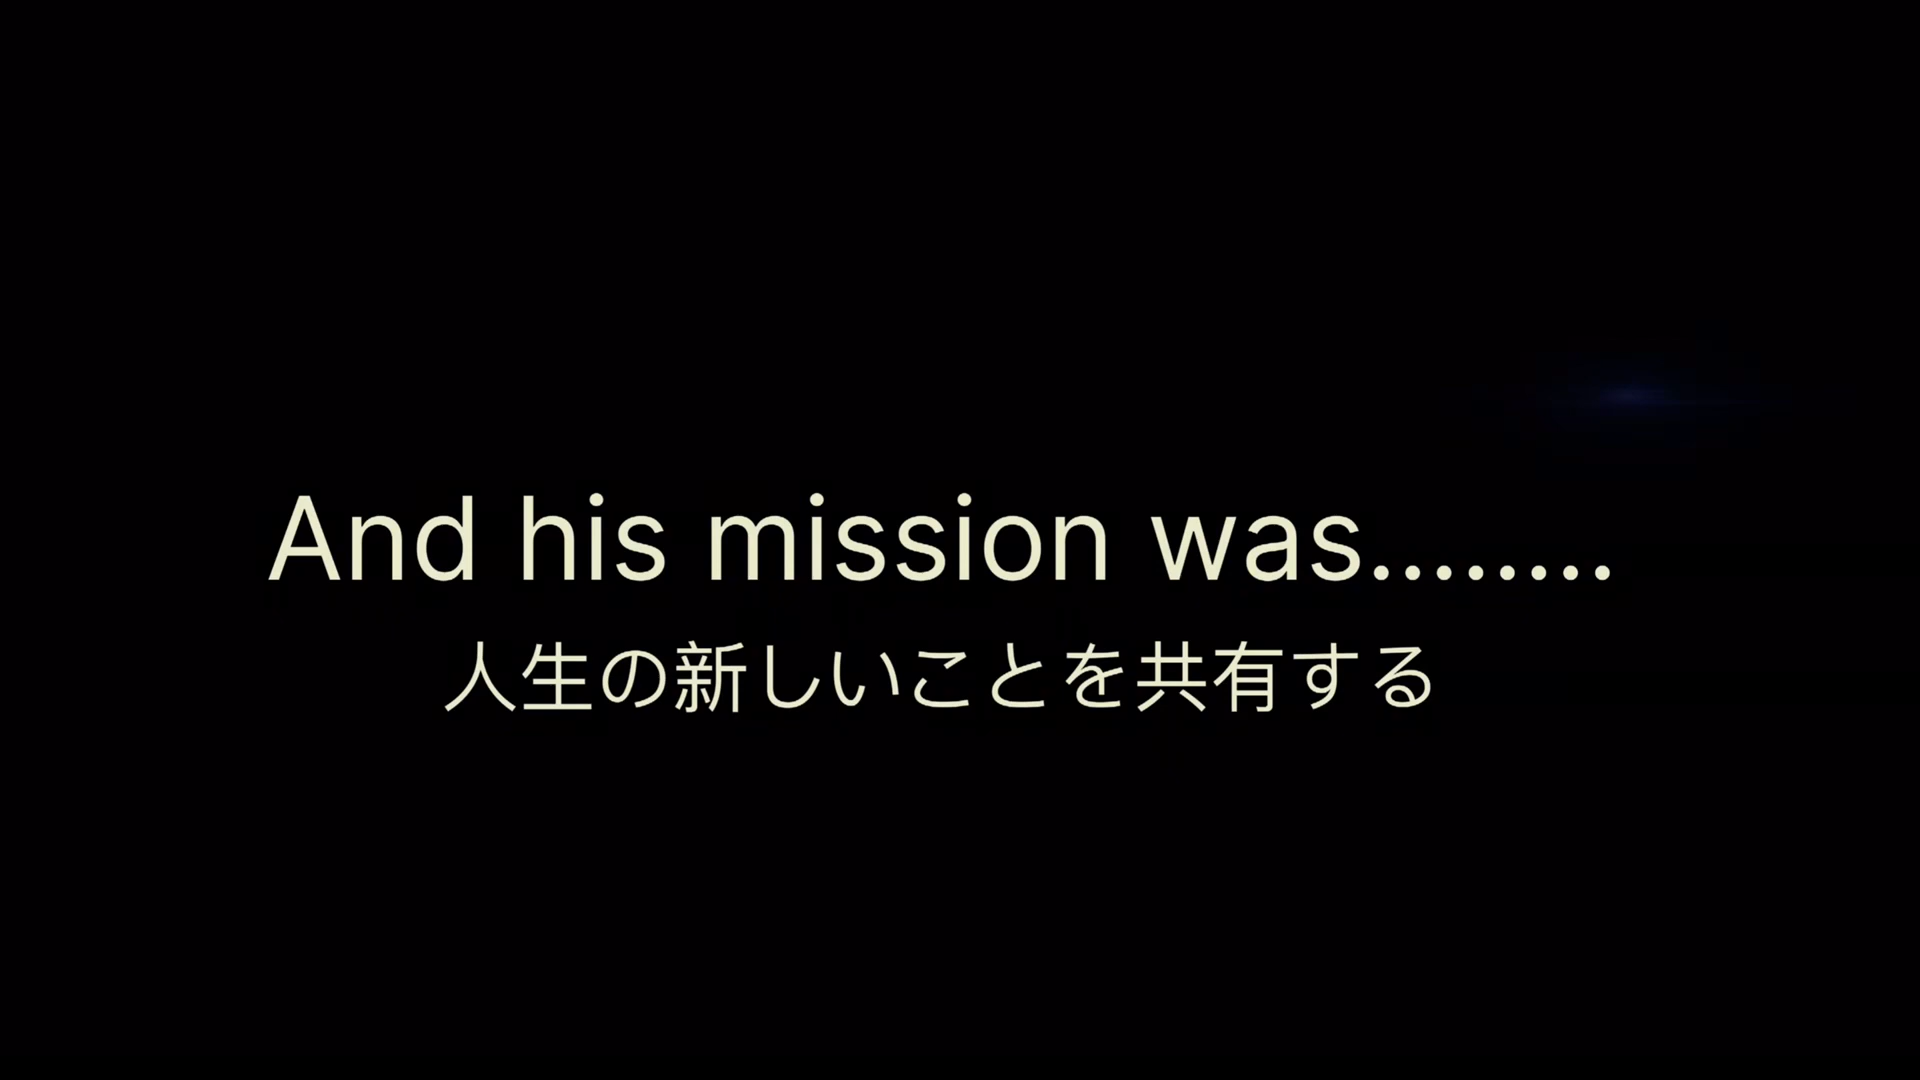 And his mission was........
人生の新しいことを共有する